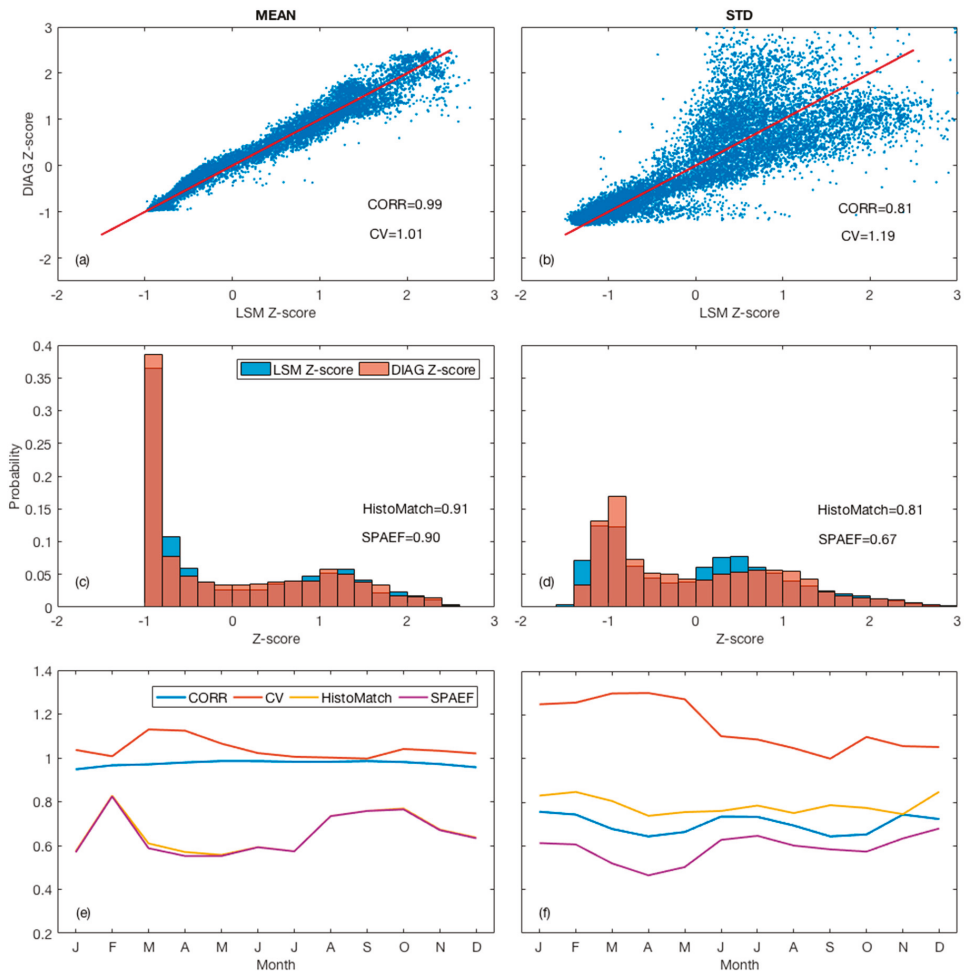 MEAN
STD
3
2
1
0
-1
-2
DIAG Z-score
CORR=0.99
CV=1.01
(a)
-2 -1 0 1 2 3
LSM Z-score
CORR=0.81
CV=1.19
(b)
-2 -1 0 1 2 3
LSM Z-score
0.4
0.35
0.3
0.25
0.2
0.15
0.1
0.05
0
Probability
LSM Z-score DIAG Z-score
HistoMatch=0.91
SPAEF=0.90
(c)
-2 -1 0 1 2 3
Z-score
HistoMatch=0.81
SPAEF=0.67
(d)
-2 -1 0 1 2 3
Z-score
1.4
1.2
1
0.8
0.6
0.4
0.2
CORR CV HistoMatch SPAEF
(e)
J F M A M J J A S O N D
Month
(f)
J F M A M J J A S O N D
Month